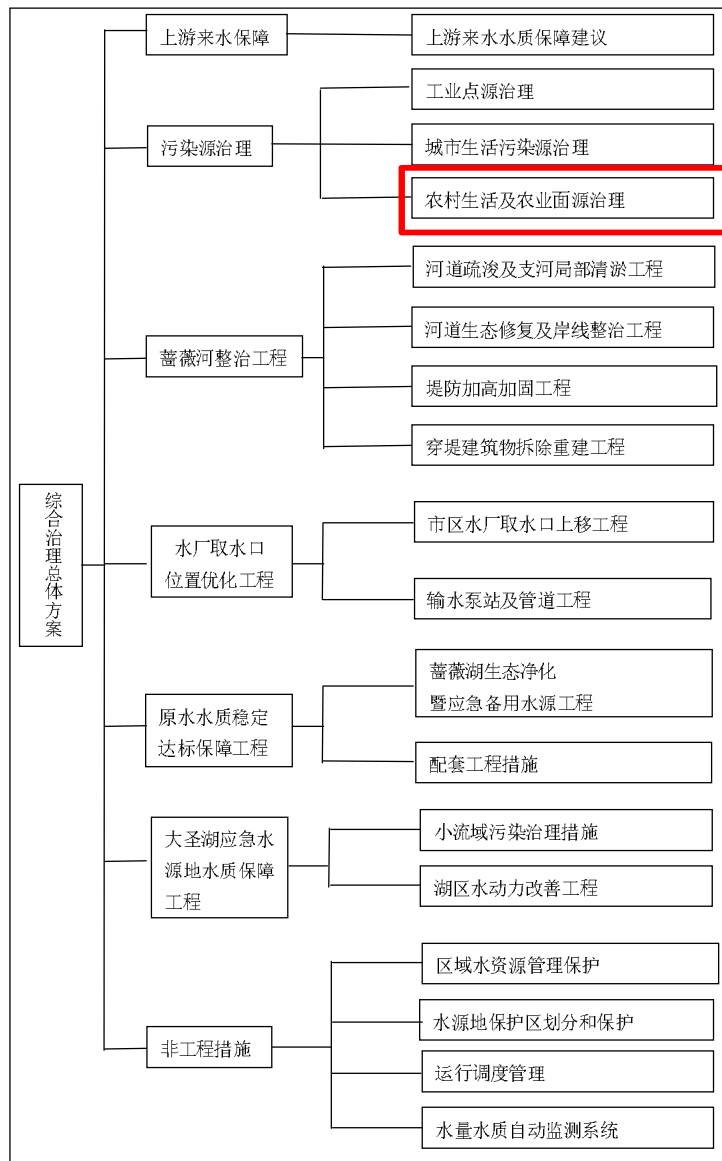 上游来水保障
上游来水水质保障建议
污染源治理
工业点源治理
城市生活污染源治理
农村生活及农业面源治理
蔷薇河整治工程
河道疏浚及支河局部清淤工程
河道生态修复及岸线整治工程
堤防加高加固工程
穿堤建筑物拆除重建工程
综合治理总体方案
水厂取水口
位置优化工程
市区水厂取水口上移工程
输水泵站及管道工程
原水水质稳定
达标保障工程
蔷薇湖生态净化
暨应急备用水源工程
配套工程措施
大圣湖应急水
源地水质保障
工程
小流域污染治理措施
湖区水动力改善工程
非工程措施
区域水资源管理保护
水源地保护区划分和保护
运行调度管理
水量水质自动监测系统